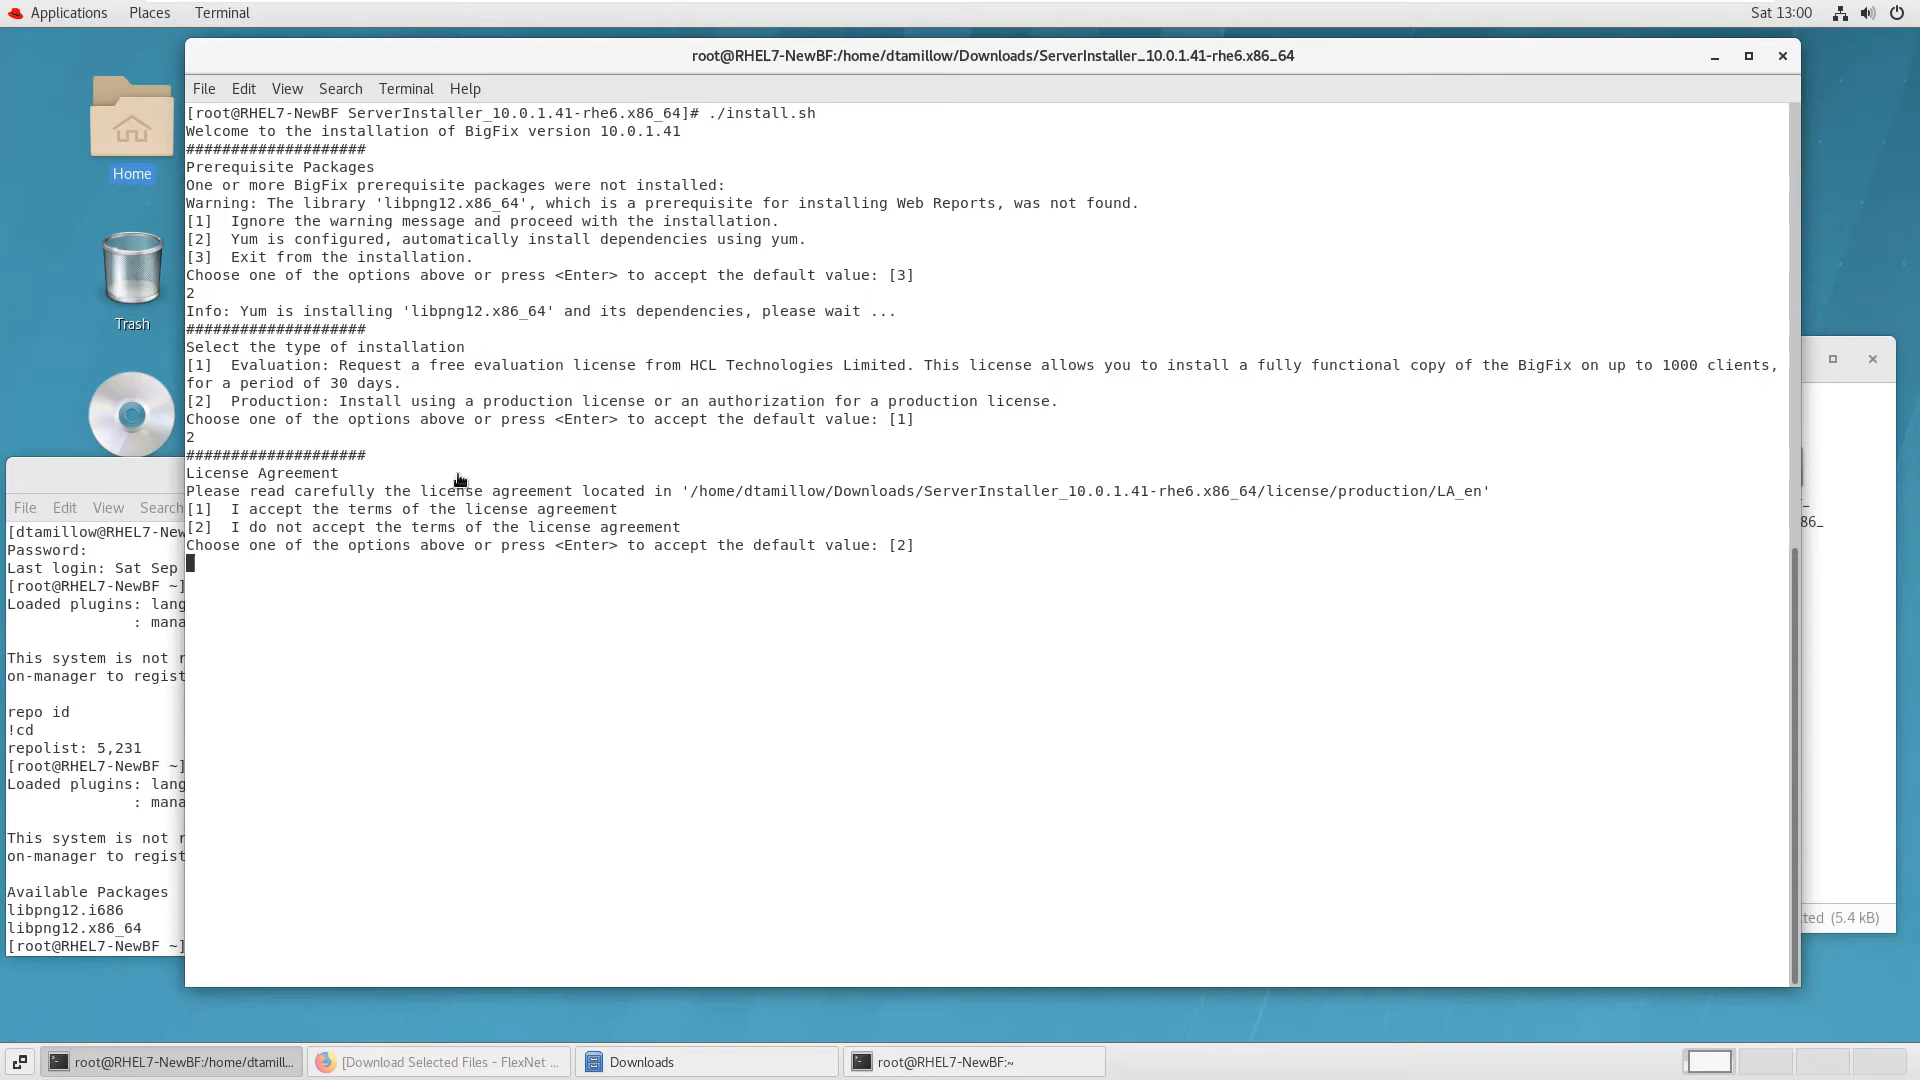 Applications Places Terminal Sat 13:00
root@RHEL7-NewBF:/home/dtamillow/Downloads/ServerInstaller_10.0.1.41-rhe6.x86_64
File Edit View Search Terminal Help
[root@RHEL7-NewBF ServerInstaller_10.0.1.41-rhe6.x86_64]# ./install.sh
Welcome to the installation of BigFix version 10.0.1.41
####################
Prerequisite Packages
One or more BigFix prerequisite packages were not installed:
Warning: The library 'libpng12.x86_64', which is a prerequisite for installing Web Reports, was not found.
[1]  Ignore the warning message and proceed with the installation.
[2]  Yum is configured, automatically install dependencies using yum.
[3]  Exit from the installation.
Choose one of the options above or press <Enter> to accept the default value: [3]
2
Info: Yum is installing 'libpng12.x86_64' and its dependencies, please wait ...
####################
Select the type of installation
[1]  Evaluation: Request a free evaluation license from HCL Technologies Limited. This license allows you to install a fully functional copy of the BigFix on up to 1000 clients,
for a period of 30 days.
[2]  Production: Install using a production license or an authorization for a production license.
Choose one of the options above or press <Enter> to accept the default value: [1]
2
####################
License Agreement
Please read carefully the license agreement located in '/home/dtamillow/Downloads/ServerInstaller_10.0.1.41-rhe6.x86_64/license/production/LA_en'
[1]  I accept the terms of the license agreement
[2]  I do not accept the terms of the license agreement
Choose one of the options above or press <Enter> to accept the default value: [2]
Home
Trash
File Edit View Search
[dtamillow@RHEL7-New
Password:
Last login: Sat Sep
[root@RHEL7-NewBF ~]
Loaded plugins: lang
: mana
This system is not r
on-manager to regist
repo id
!cd
repolist: 5,231
[root@RHEL7-NewBF ~]
Loaded plugins: lang
: mana
This system is not r
on-manager to regist
Available Packages
libpng12.i686
libpng12.x86_64
[root@RHEL7-NewBF ~]
86_
ted (5.4 kB)
root@RHEL7-NewBF:/home/dtamill... [Download Selected Files - FlexNet ... Downloads root@RHEL7-NewBF:~